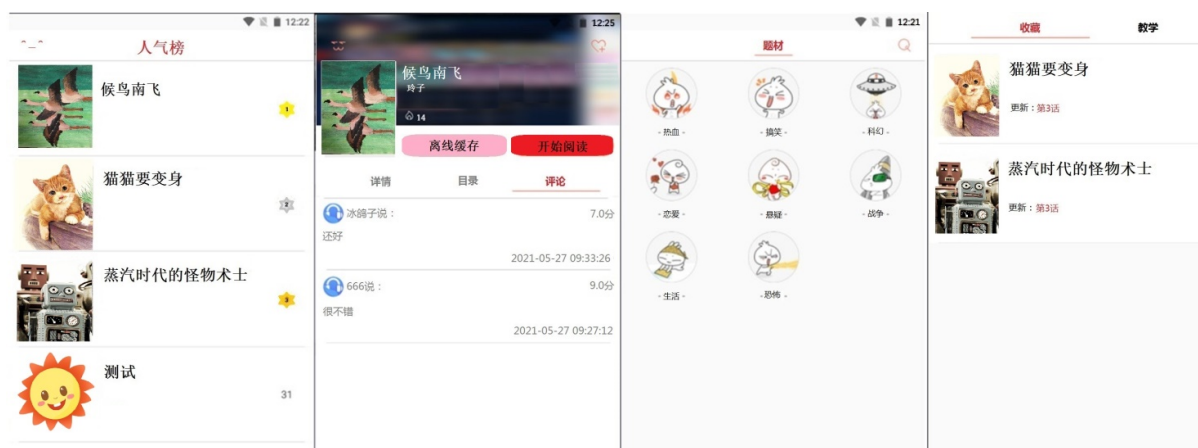 12:22
^_^
人气榜
候鸟南飞
1
猫猫要变身
2
蒸汽时代的怪物术士
3
测试
31
12:25
候鸟南飞
玲子
14
离线缓存
开始阅读
详情
目录
评论
冰鸽子说：
7.0分
还好
2021-05-27 09:33:26
666说：
9.0分
很不错
2021-05-27 09:27:12
12:21
题材
- 热血 -
- 搞笑 -
- 科幻 -
- 恋爱 -
- 悬疑 -
- 战争 -
- 生活 -
- 恐怖 -
收藏
教学
猫猫要变身
更新：第3话
蒸汽时代的怪物术士
更新：第3话